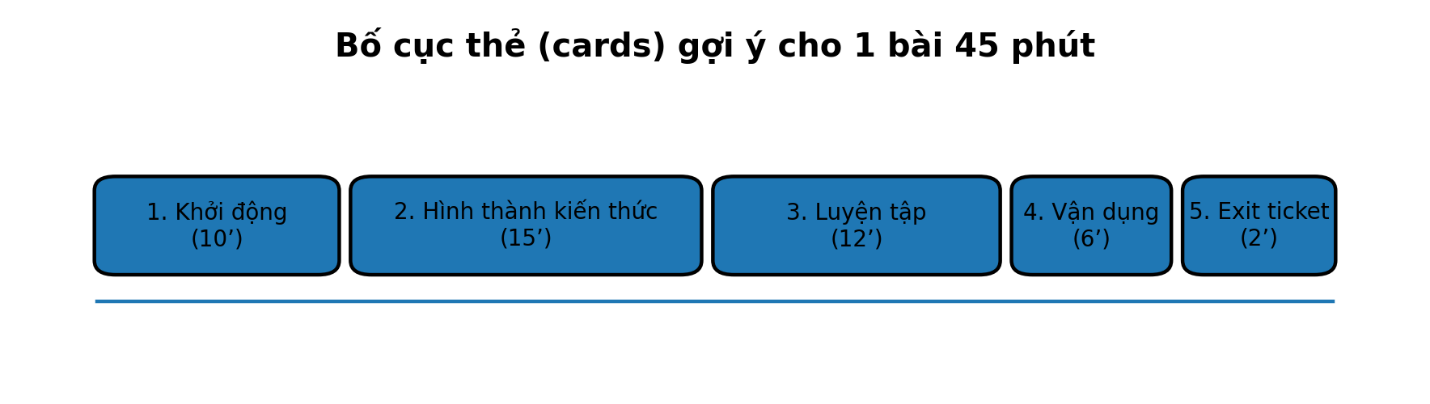 Bố cục thẻ (cards) gợi ý cho 1 bài 45 phút
1. Khởi động
(10’)
2. Hình thành kiến thức
(15’)
3. Luyện tập
(12’)
4. Vận dụng
(6’)
5. Exit ticket
(2’)